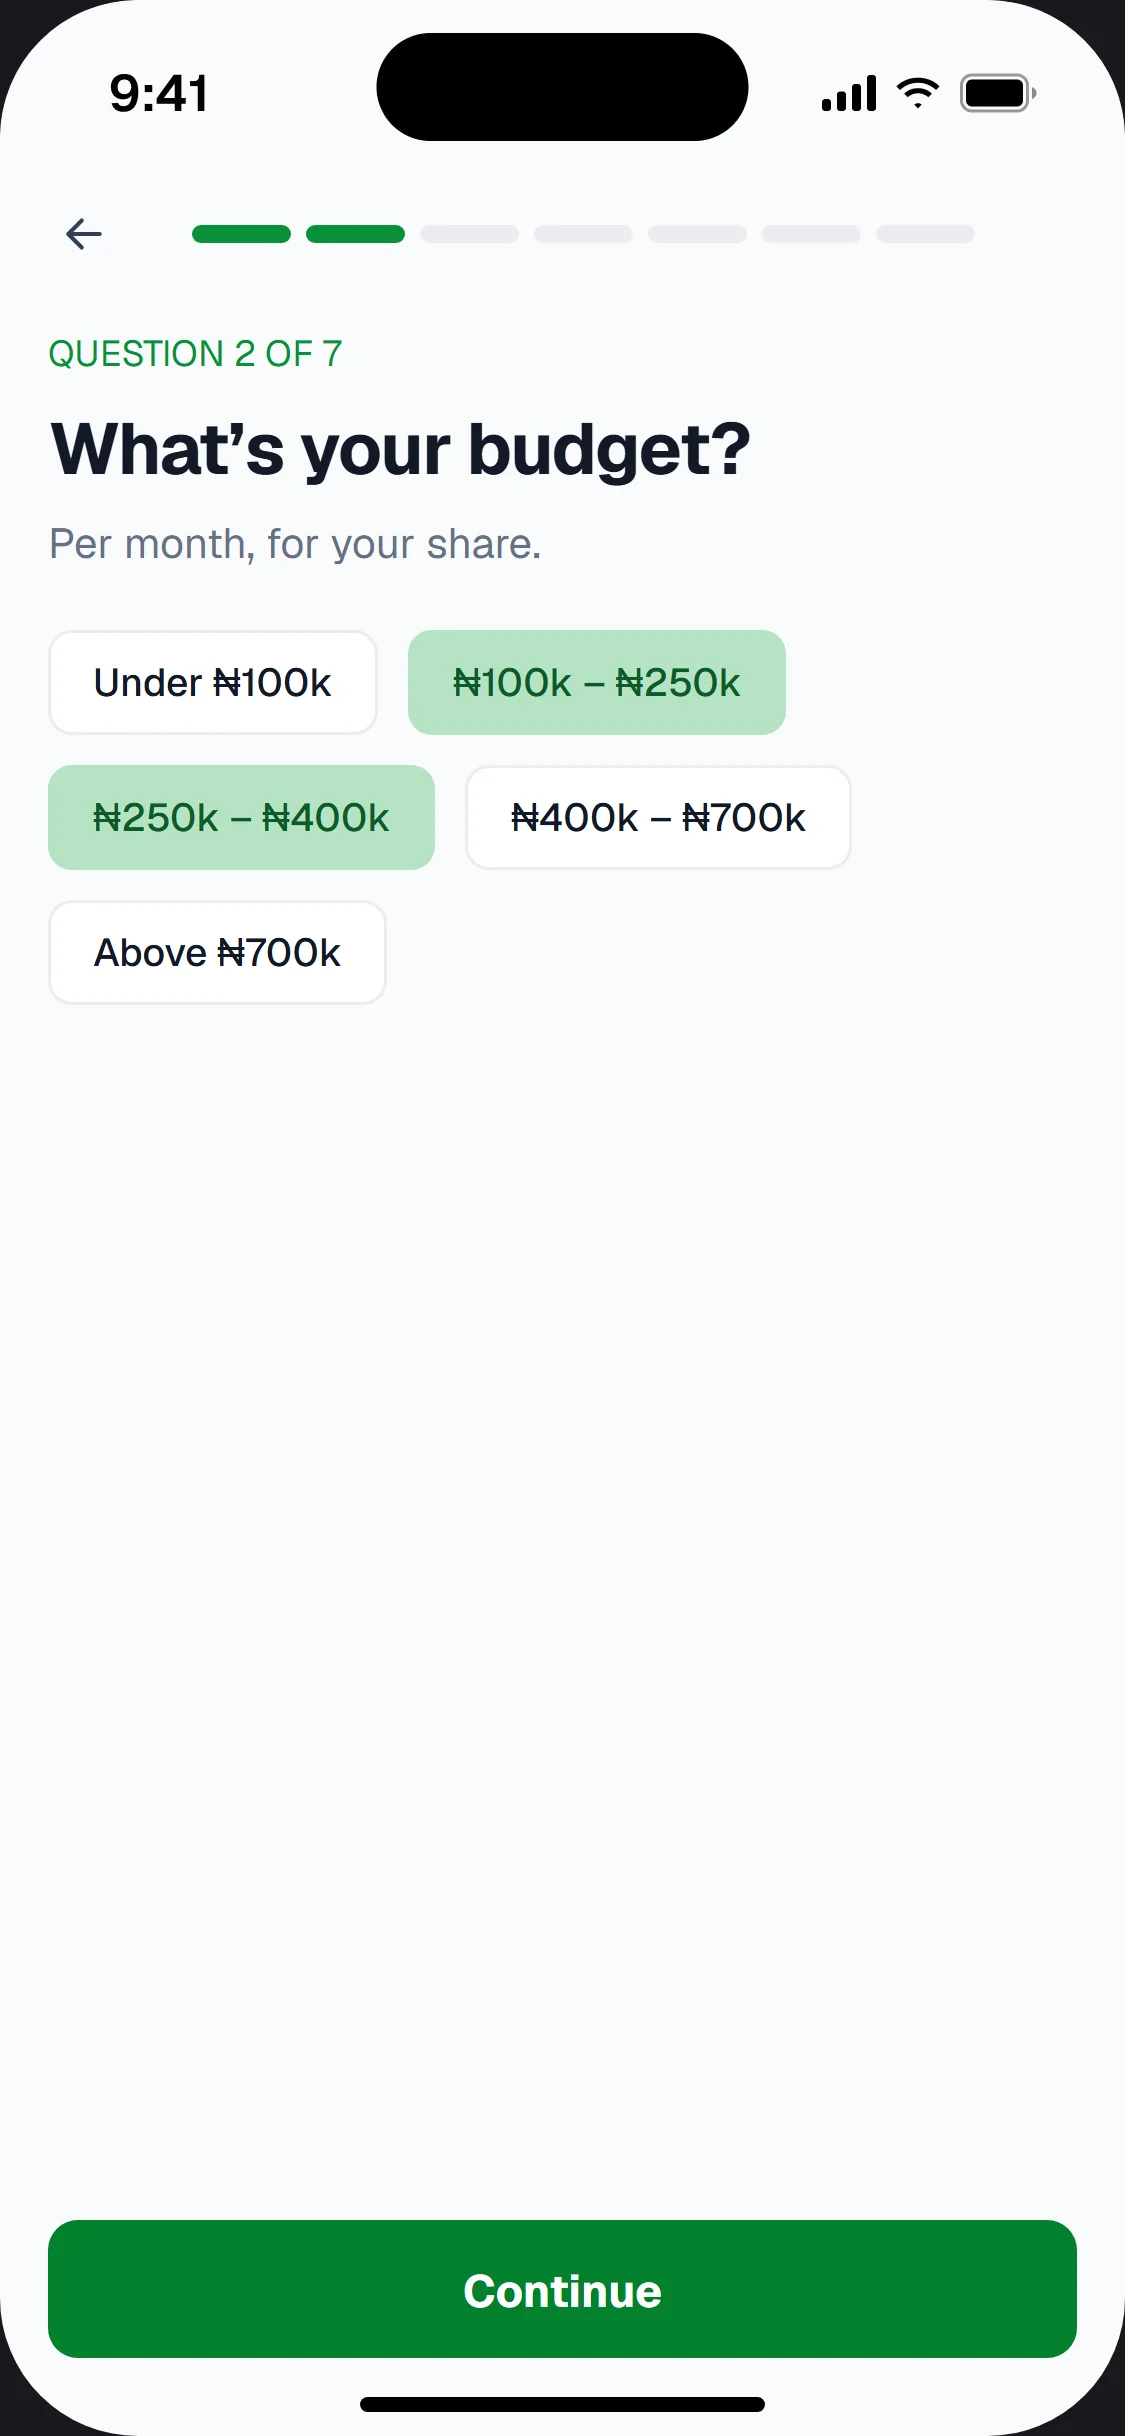 9:41
QUESTION 2 OF 7
What’s your budget?
Per month, for your share.
Under ₦100k
₦100k – ₦250k
₦250k – ₦400k
₦400k – ₦700k
Above ₦700k
Continue